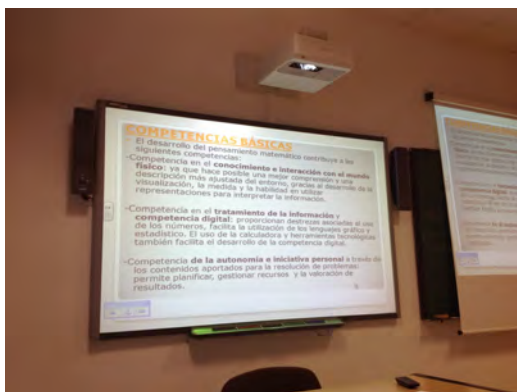 COMPETENCIAS BÁSICAS
El desarrollo del pensamiento matemático contribuye a las
siguientes competencias:
-Competencia en el conocimiento e interacción con el mundo
físico: ya que hace posible una mejor comprensión y una
descripción más ajustada del entorno, gracias al desarrollo de la
visualización, la medida y la habilidad en utilizar
representaciones para interpretar la información.
-Competencia en el tratamiento de la información y
competencia digital: proporcionan destrezas asociadas al uso
de los números, facilita la utilización de los lenguajes gráfico y
estadístico. El uso de la calculadora y herramientas tecnológicas
también facilita el desarrollo de la competencia digital.
-Competencia de la autonomía e iniciativa personal a través de
los contenidos aportados para la resolución de problemas:
permite planificar, gestionar recursos y la valoración de
resultados.